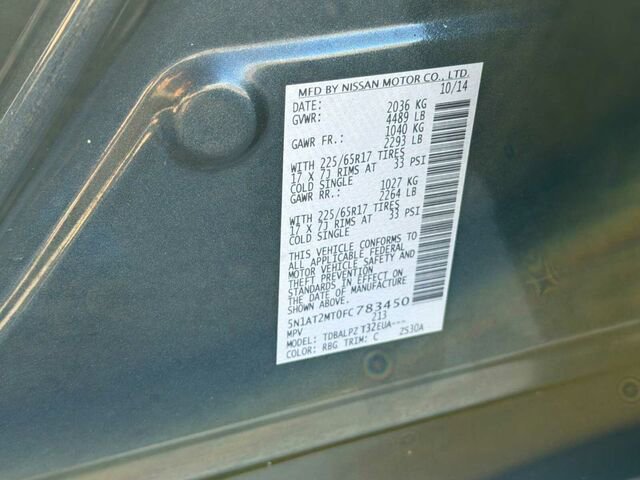 MFD BY NISSAN MOTOR CO., LTD.
10/14
DATE: 2036 KG
GVWR: 4489 LB
1040 KG
GAWR FR.: 2293 LB
WITH 225/65R17 TIRES
17 X 7J RIMS AT 33 PSI
COLD SINGLE 1027 KG
GAWR RR.: 2264 LB
WITH 225/65R17 TIRES
17 X 7J RIMS AT 33 PSI
COLD SINGLE
THIS VEHICLE CONFORMS TO
ALL APPLICABLE FEDERAL
MOTOR VEHICLE SAFETY AND
THEFT PREVENTION
STANDARDS IN EFFECT ON
THE DATE OF MANUFACTURE
SHOWN ABOVE.
5N1AT2MT0FC783450
MPV 213
MODEL: TDBALPZ T32EUA---
COLOR: RBG TRIM: C 2S30A